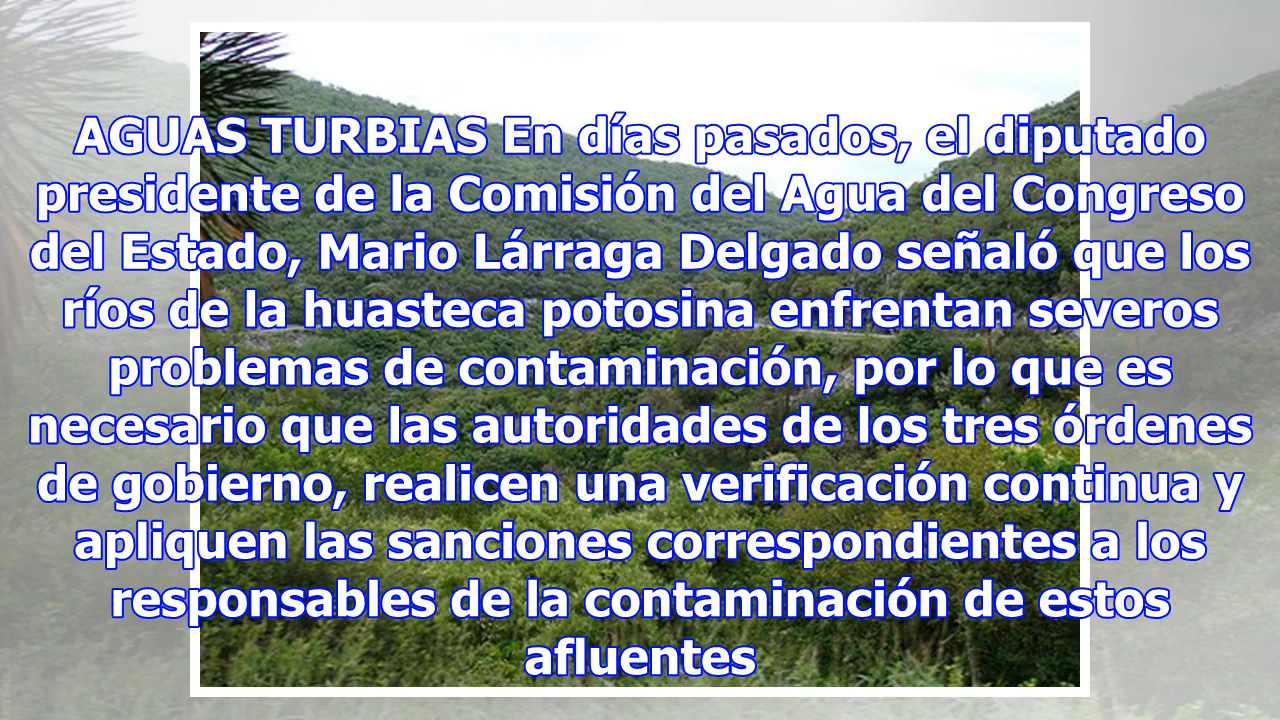 AGUAS TURBIAS En días pasados, el diputado
presidente de la Comisión del Agua del Congreso
del Estado, Mario Lárraga Delgado señaló que los
ríos de la huasteca potosina enfrentan severos
problemas de contaminación, por lo que es
necesario que las autoridades de los tres órdenes
de gobierno, realicen una verificación continua y
apliquen las sanciones correspondientes a los
responsables de la contaminación de estos
afluentes